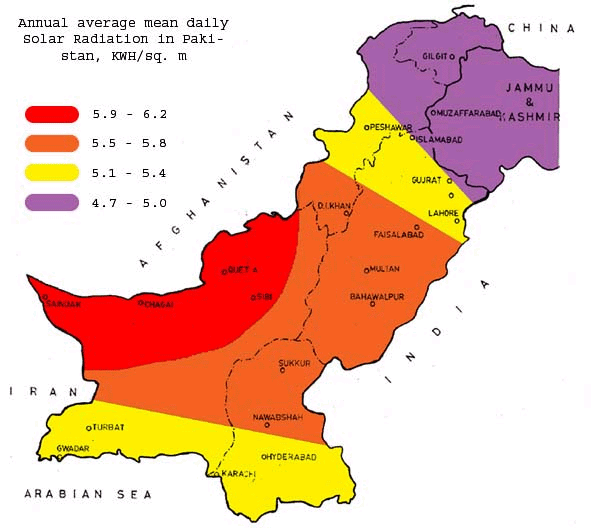 Annual average mean daily
Solar Radiation in Paki-
stan, KWH/sq. m
5.9 - 6.2
5.5 - 5.8
5.1 - 5.4
4.7 - 5.0
CHINA
GILGIT
JAMMU
&
KASHMIR
MUZAFFARABAD
PESHAWAR
ISLAMABAD
AFGHANISTAN
GUJRAT
D.I.KHAN
LAHORE
FAISALABAD
QUETTA
MULTAN
SIBI
BAHAWALPUR
SAINDAK
CHAGAI
INDIA
SUKKUR
IRAN
NAWABSHAH
TURBAT
GWADAR
HYDERABAD
KARACHI
ARABIAN SEA